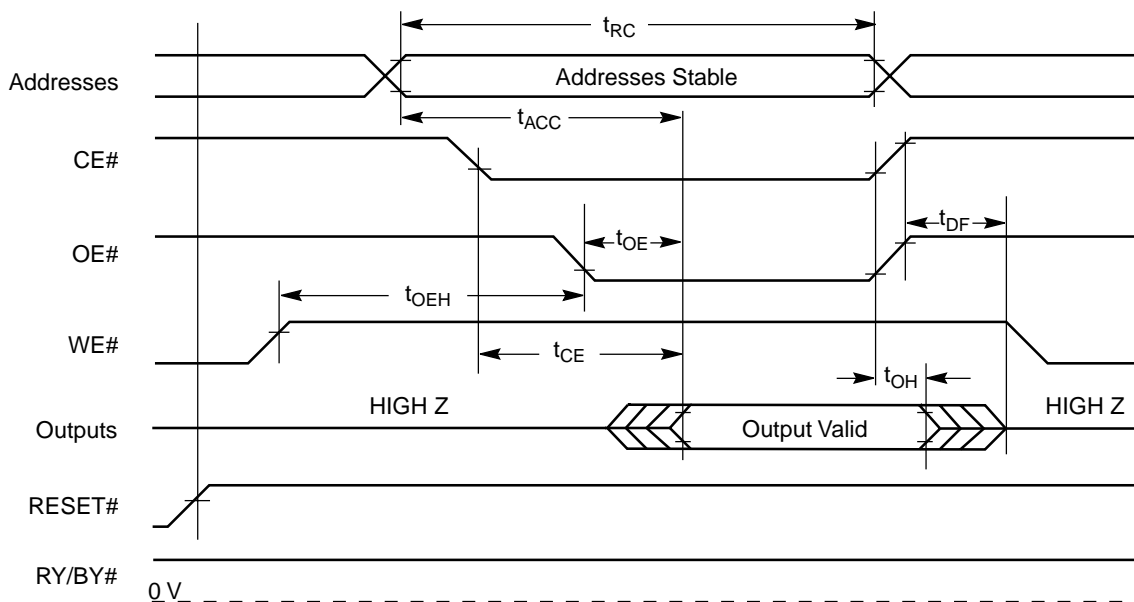 tRC
Addresses
Addresses Stable
tACC
CE#
tDF
OE#
tOE
tOEH
WE#
tCE
tOH
HIGH Z
HIGH Z
Outputs
Output Valid
RESET#
RY/BY#
0 V